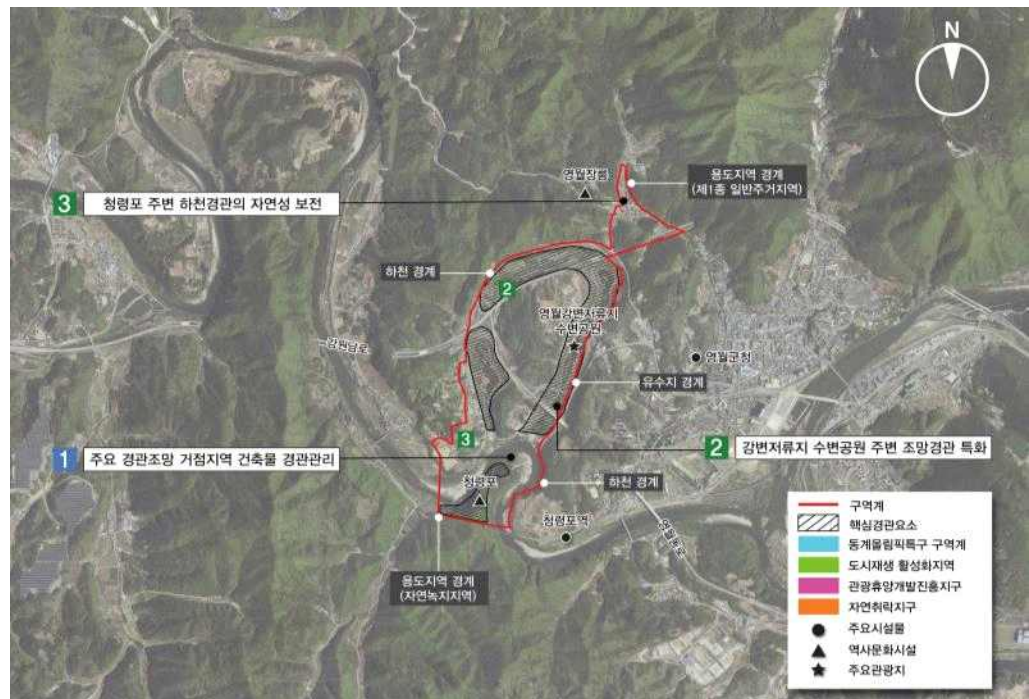 N
영월장릉
용도지역 경계
(제1종 일반주거지역)
3
청령포 주변 하천경관의 자연성 보전
하천 경계
2
영월강변저류지
수변공원
강원남로
영월군청
유수지 경계
3
1
주요 경관조망 거점지역 건축물 경관관리
2
강변저류지 수변공원 주변 조망경관 특화
청령포
하천 경계
청령포역
영월동로
용도지역 경계
(자연녹지지역)
구역계
핵심경관요소
동계올림픽특구 구역계
도시재생 활성화지역
관광휴양개발진흥지구
자연취락지구
주요시설물
역사문화시설
주요관광지